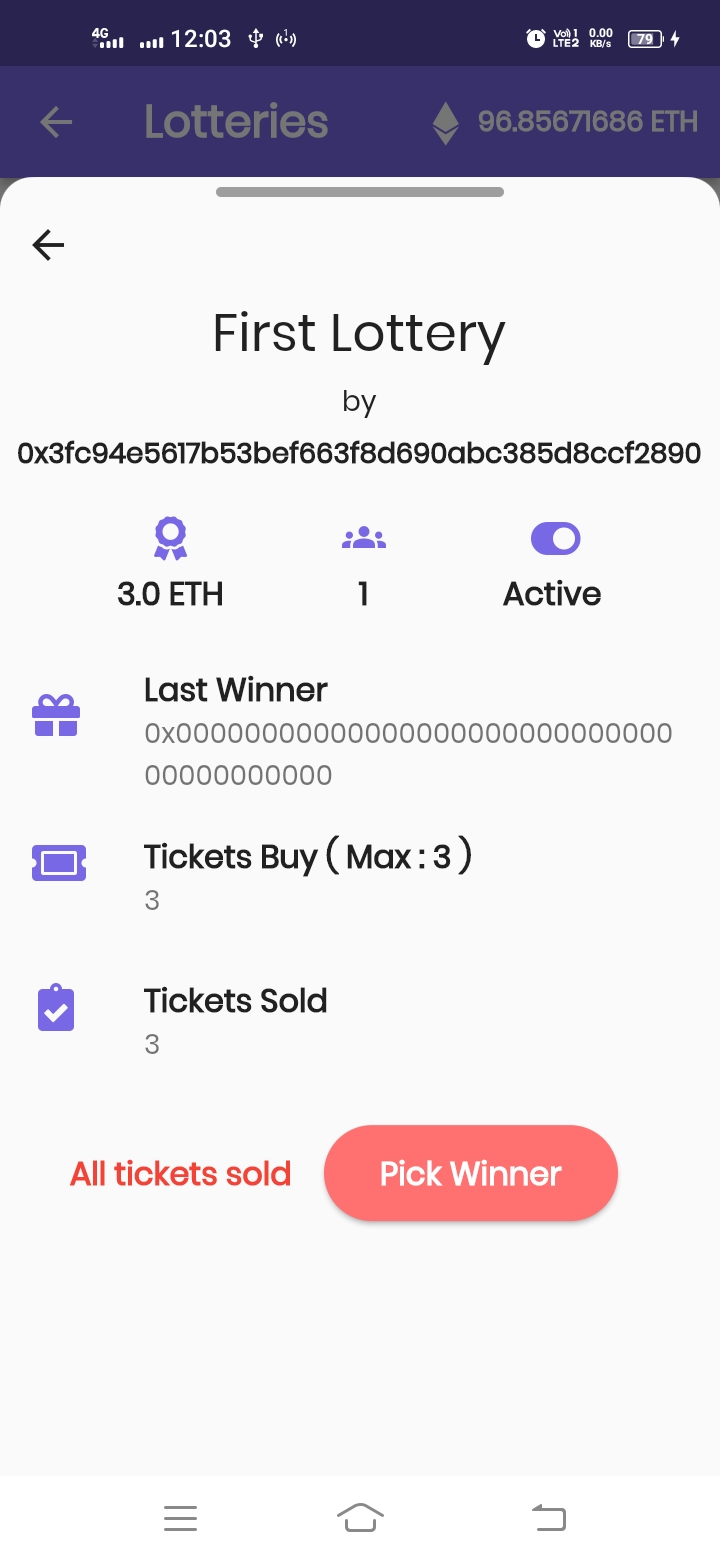 4G 12:03 Vo)) 1 LTE2 0.00 KB/s 79
Lotteries 96.85671686 ETH
First Lottery
by
0x3fc94e5617b53bef663f8d690abc385d8ccf2890
3.0 ETH 1 Active
Last Winner
0x00000000000000000000000000000
00000000000
Tickets Buy ( Max : 3 )
3
Tickets Sold
3
All tickets sold Pick Winner